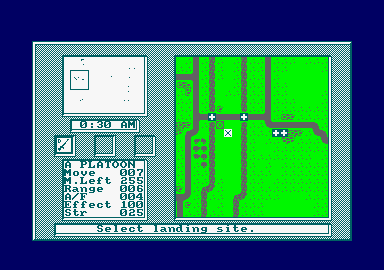 0:30 AM
A PLATOON
Move 007
M.Left 255
Range 006
A/F 004
Effect 100
Str 025
Select landing site.